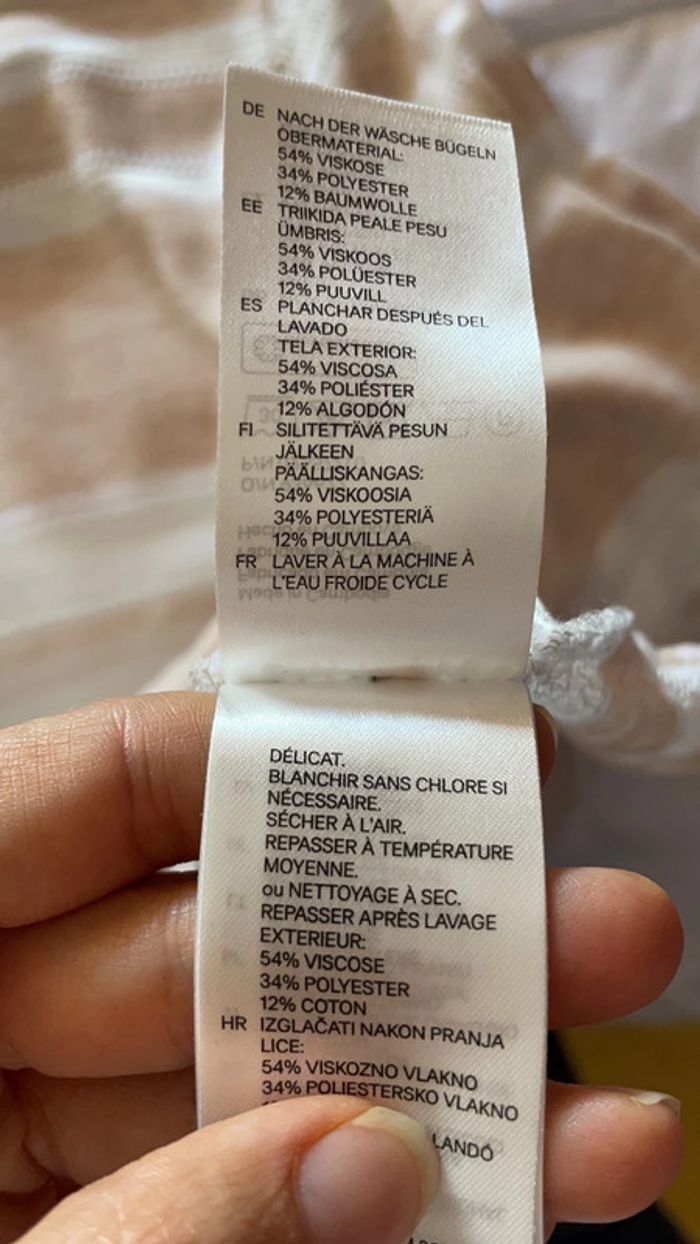 DE NACH DER WÄSCHE BÜGELN
OBERMATERIAL:
54% VISKOSE
34% POLYESTER
12% BAUMWOLLE
EE TRIIKIDA PEALE PESU
ÜMBRIS:
54% VISKOOS
34% POLÜESTER
12% PUUVILL
ES PLANCHAR DESPUÉS DEL
LAVADO
TELA EXTERIOR:
54% VISCOSA
34% POLIÉSTER
12% ALGODÓN
FI SILITETTÄVÄ PESUN
JÄLKEEN
PÄÄLLISKANGAS:
54% VISKOOSIA
34% POLYESTERIÄ
12% PUUVILLAA
FR LAVER À LA MACHINE À
L'EAU FROIDE CYCLE
DÉLICAT.
BLANCHIR SANS CHLORE SI
NÉCESSAIRE.
SÉCHER À L'AIR.
REPASSER À TEMPÉRATURE
MOYENNE.
ou NETTOYAGE À SEC.
REPASSER APRÈS LAVAGE
EXTERIEUR:
54% VISCOSE
34% POLYESTER
12% COTON
HR IZGLAČATI NAKON PRANJA
LICE:
54% VISKOZNO VLAKNO
34% POLIESTERSKO VLAKNO
LANDÓ